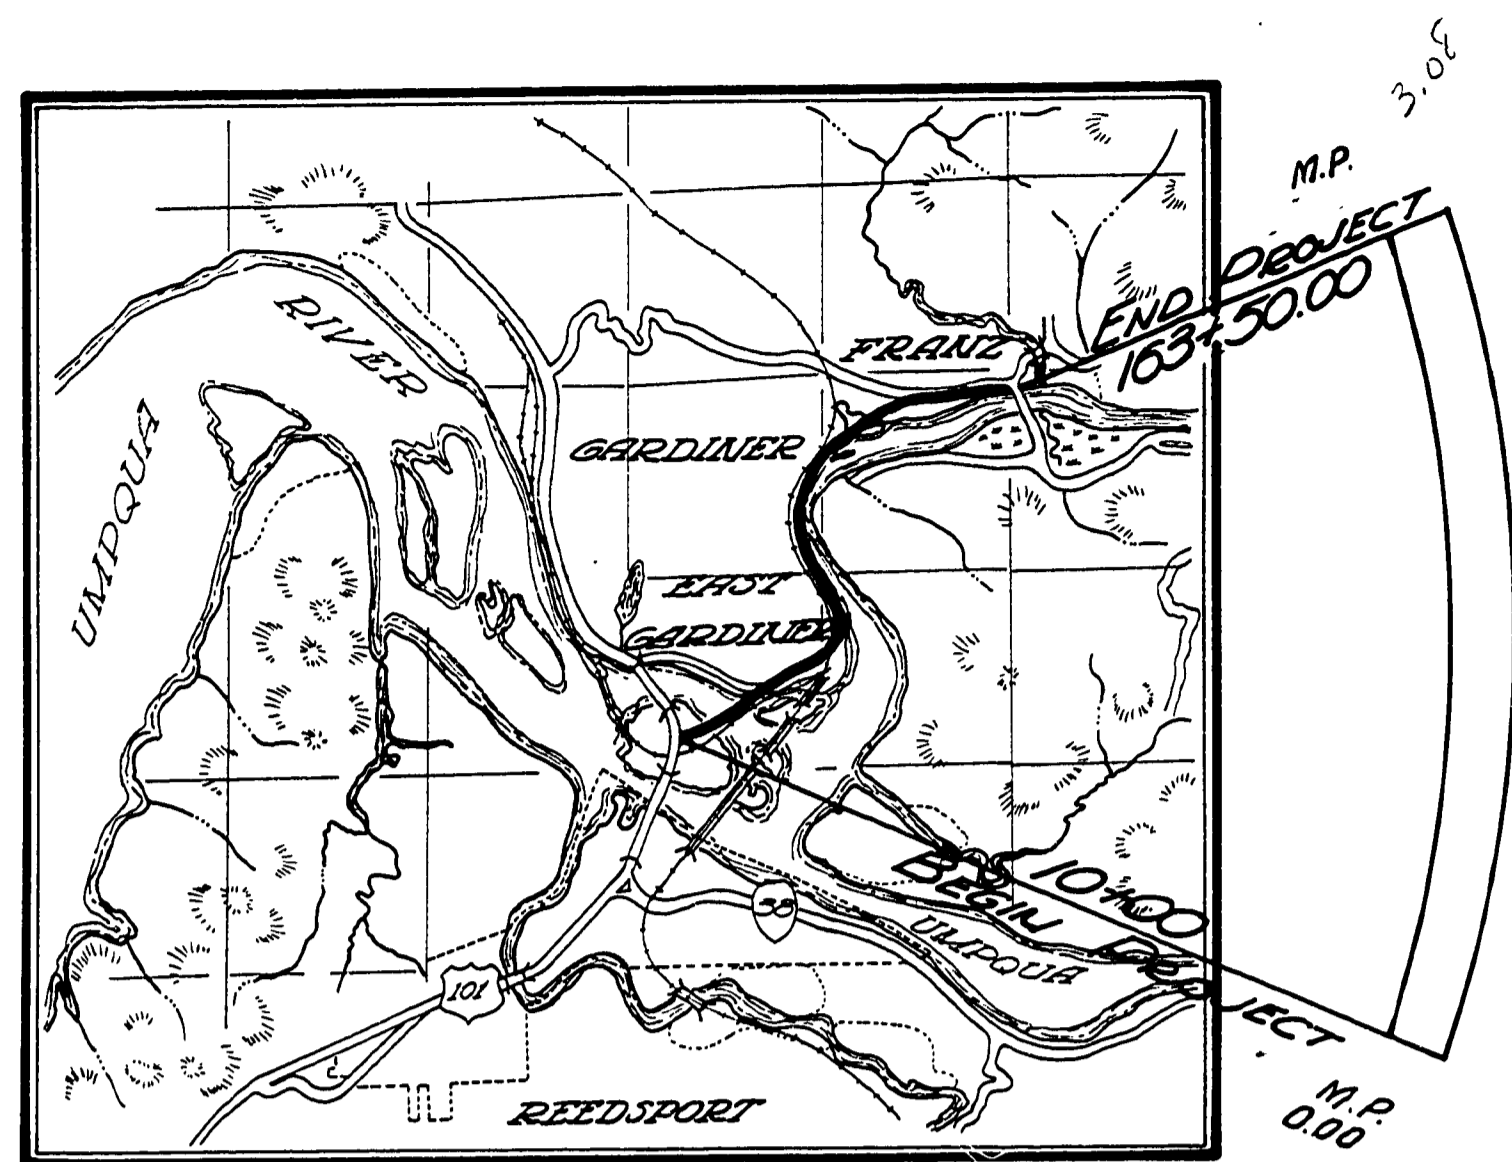 3.08
M.P.
END PROJECT
163+50.00
RIVER
FRANZ
UMPQUA
GARDINER
EAST
GARDINER
10+00
BEGIN PROJECT
38
UMPQUA
101
REEDSPORT
M.P.
0.00